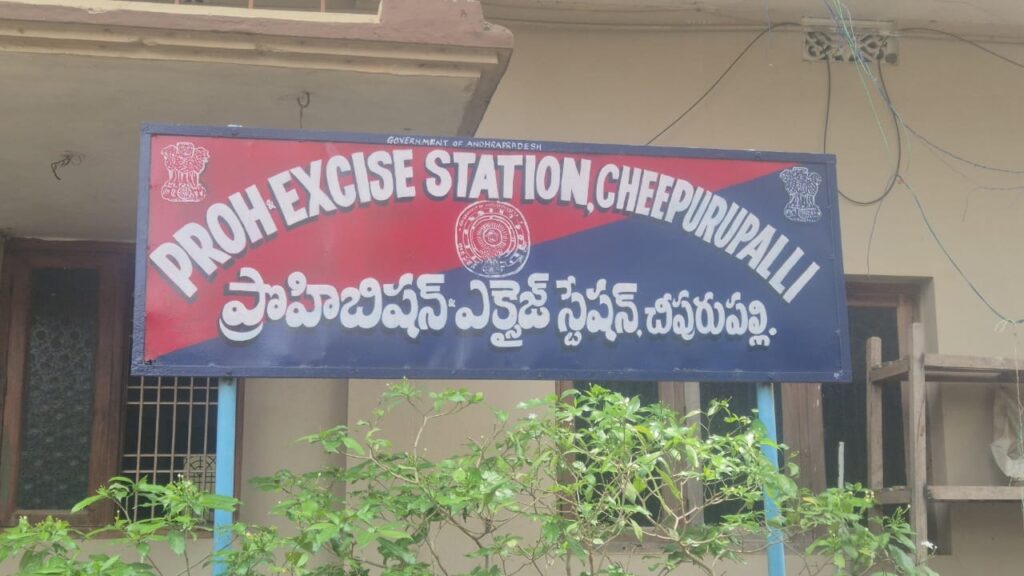 GOVERNMENT OF ANDHRAPRADESH
PROH & EXCISE STATION, CHEEPURUPALLI
ప్రొహిబిషన్ & ఎక్సైజ్ స్టేషన్, చీపురుపల్లి.